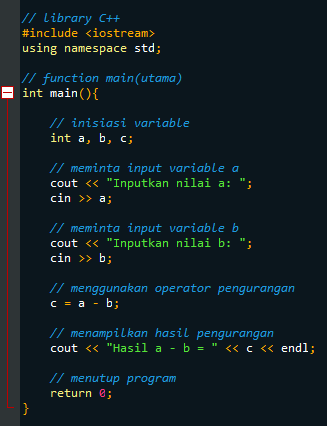 // library C++
#include <iostream>
using namespace std;
// function main(utama)
int main(){
// inisiasi variable
int a, b, c;
// meminta input variable a
cout << "Inputkan nilai a: ";
cin >> a;
// meminta input variable b
cout << "Inputkan nilai b: ";
cin >> b;
// menggunakan operator pengurangan
c = a - b;
// menampilkan hasil pengurangan
cout << "Hasil a - b = " << c << endl;
// menutup program
return 0;
}